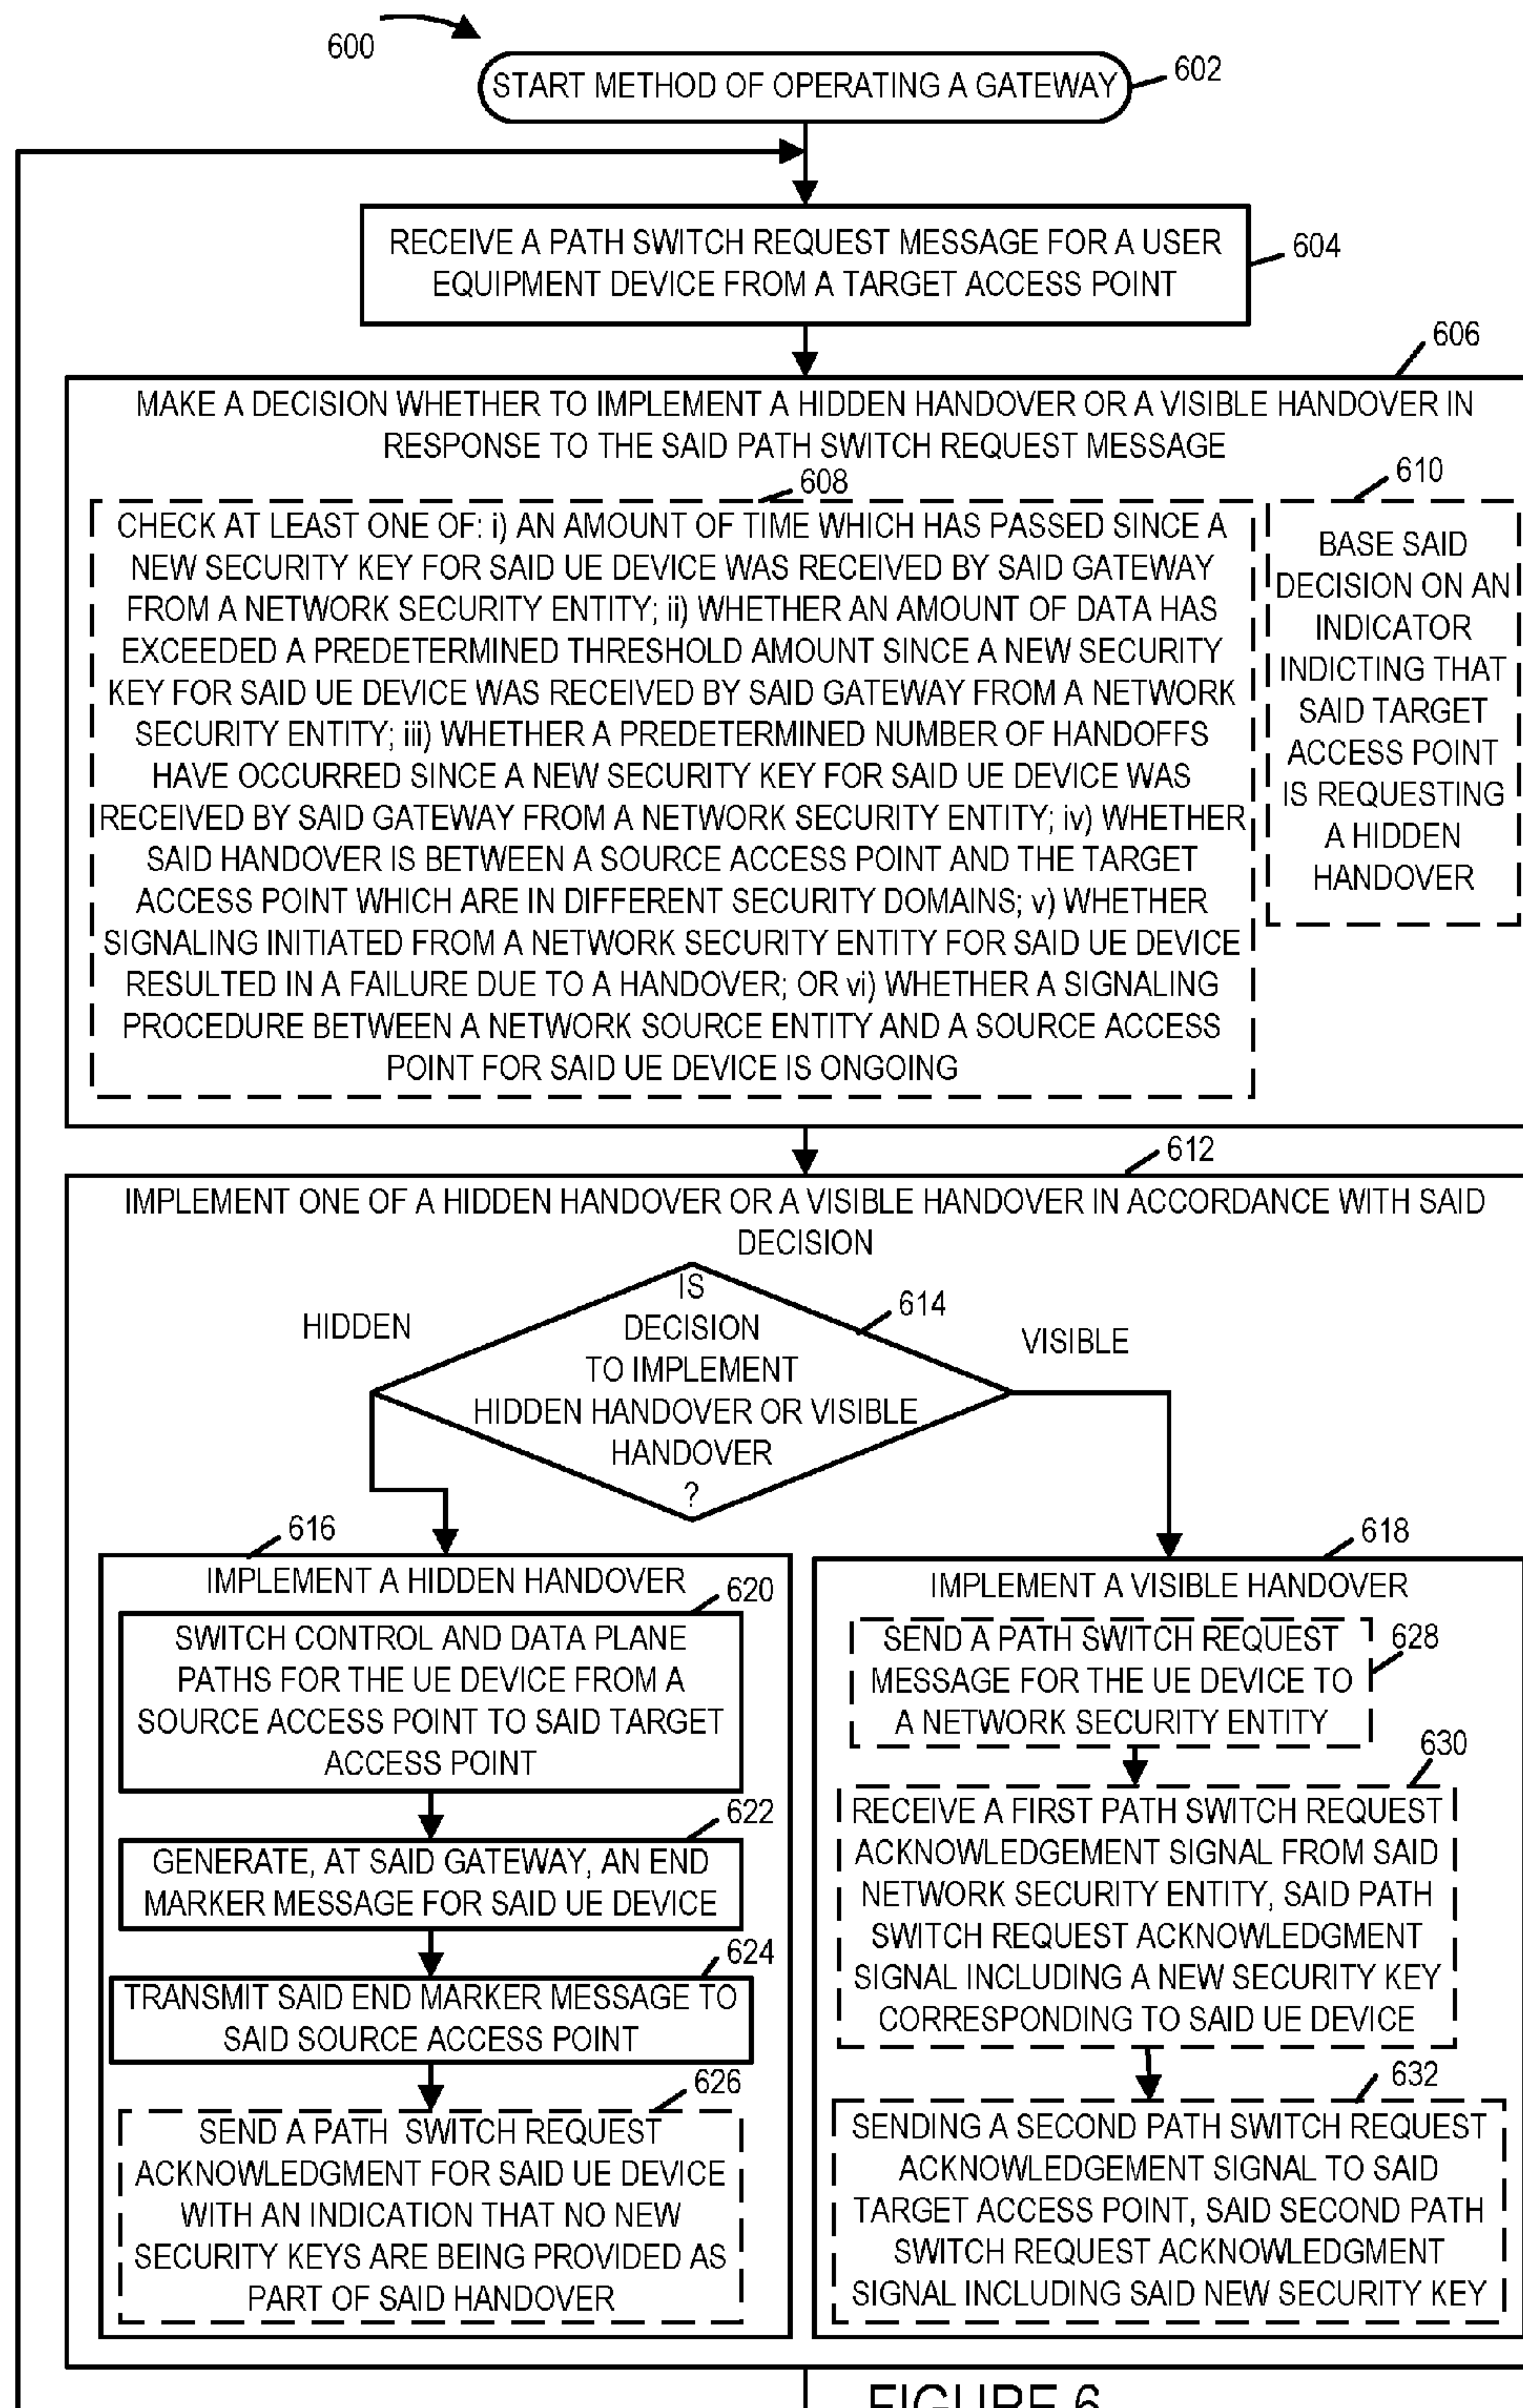 600
START METHOD OF OPERATING A GATEWAY
602
RECEIVE A PATH SWITCH REQUEST MESSAGE FOR A USER
EQUIPMENT DEVICE FROM A TARGET ACCESS POINT
604
606
MAKE A DECISION WHETHER TO IMPLEMENT A HIDDEN HANDOVER OR A VISIBLE HANDOVER IN
RESPONSE TO THE SAID PATH SWITCH REQUEST MESSAGE
608
CHECK AT LEAST ONE OF: i) AN AMOUNT OF TIME WHICH HAS PASSED SINCE A
NEW SECURITY KEY FOR SAID UE DEVICE WAS RECEIVED BY SAID GATEWAY
FROM A NETWORK SECURITY ENTITY; ii) WHETHER AN AMOUNT OF DATA HAS
EXCEEDED A PREDETERMINED THRESHOLD AMOUNT SINCE A NEW SECURITY
KEY FOR SAID UE DEVICE WAS RECEIVED BY SAID GATEWAY FROM A NETWORK
SECURITY ENTITY; iii) WHETHER A PREDETERMINED NUMBER OF HANDOFFS
HAVE OCCURRED SINCE A NEW SECURITY KEY FOR SAID UE DEVICE WAS
RECEIVED BY SAID GATEWAY FROM A NETWORK SECURITY ENTITY; iv) WHETHER
SAID HANDOVER IS BETWEEN A SOURCE ACCESS POINT AND THE TARGET
ACCESS POINT WHICH ARE IN DIFFERENT SECURITY DOMAINS; v) WHETHER
SIGNALING INITIATED FROM A NETWORK SECURITY ENTITY FOR SAID UE DEVICE
RESULTED IN A FAILURE DUE TO A HANDOVER; OR vi) WHETHER A SIGNALING
PROCEDURE BETWEEN A NETWORK SOURCE ENTITY AND A SOURCE ACCESS
POINT FOR SAID UE DEVICE IS ONGOING
610
BASE SAID
DECISION ON AN
INDICATOR
INDICTING THAT
SAID TARGET
ACCESS POINT
IS REQUESTING
A HIDDEN
HANDOVER
612
IMPLEMENT ONE OF A HIDDEN HANDOVER OR A VISIBLE HANDOVER IN ACCORDANCE WITH SAID
DECISION
614
IS
DECISION
TO IMPLEMENT
HIDDEN HANDOVER OR VISIBLE
HANDOVER
?
HIDDEN
VISIBLE
616
IMPLEMENT A HIDDEN HANDOVER
620
SWITCH CONTROL AND DATA PLANE
PATHS FOR THE UE DEVICE FROM A
SOURCE ACCESS POINT TO SAID TARGET
ACCESS POINT
622
GENERATE, AT SAID GATEWAY, AN END
MARKER MESSAGE FOR SAID UE DEVICE
624
TRANSMIT SAID END MARKER MESSAGE TO
SAID SOURCE ACCESS POINT
626
SEND A PATH SWITCH REQUEST
ACKNOWLEDGMENT FOR SAID UE DEVICE
WITH AN INDICATION THAT NO NEW
SECURITY KEYS ARE BEING PROVIDED AS
PART OF SAID HANDOVER
618
IMPLEMENT A VISIBLE HANDOVER
SEND A PATH SWITCH REQUEST
MESSAGE FOR THE UE DEVICE TO
A NETWORK SECURITY ENTITY
628
630
RECEIVE A FIRST PATH SWITCH REQUEST
ACKNOWLEDGEMENT SIGNAL FROM SAID
NETWORK SECURITY ENTITY, SAID PATH
SWITCH REQUEST ACKNOWLEDGMENT
SIGNAL INCLUDING A NEW SECURITY KEY
CORRESPONDING TO SAID UE DEVICE
632
SENDING A SECOND PATH SWITCH REQUEST
ACKNOWLEDGEMENT SIGNAL TO SAID
TARGET ACCESS POINT, SAID SECOND PATH
SWITCH REQUEST ACKNOWLEDGMENT
SIGNAL INCLUDING SAID NEW SECURITY KEY
FIGURE 6